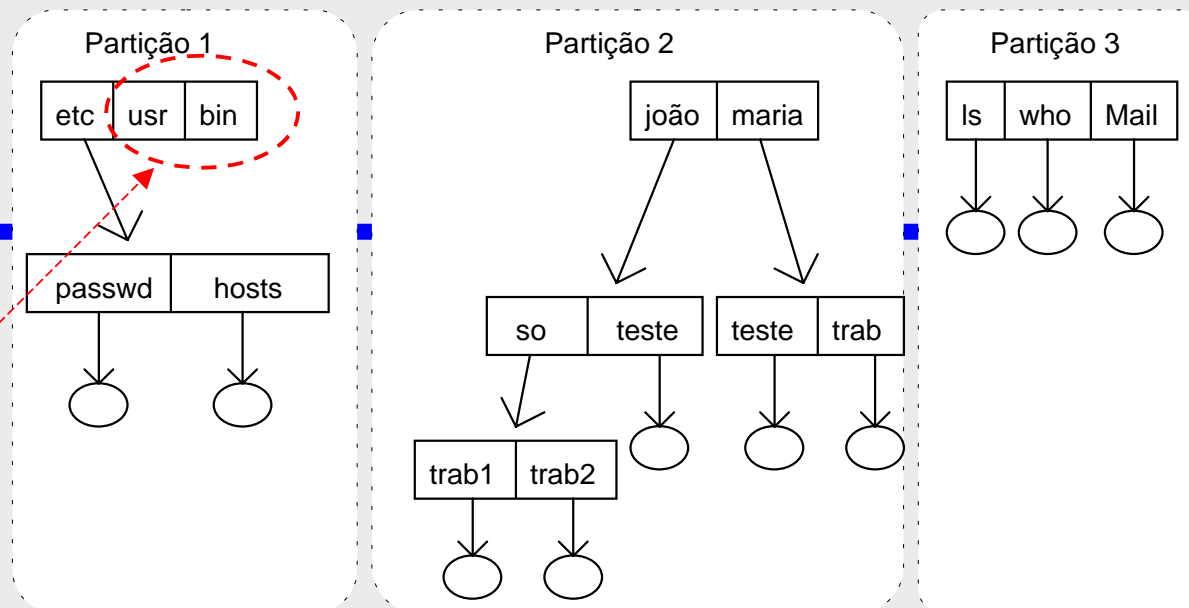 Partição 1
Partição 2
Partição 3
etc usr bin
joão maria
ls who Mail
passwd hosts
so teste
teste trab
trab1 trab2